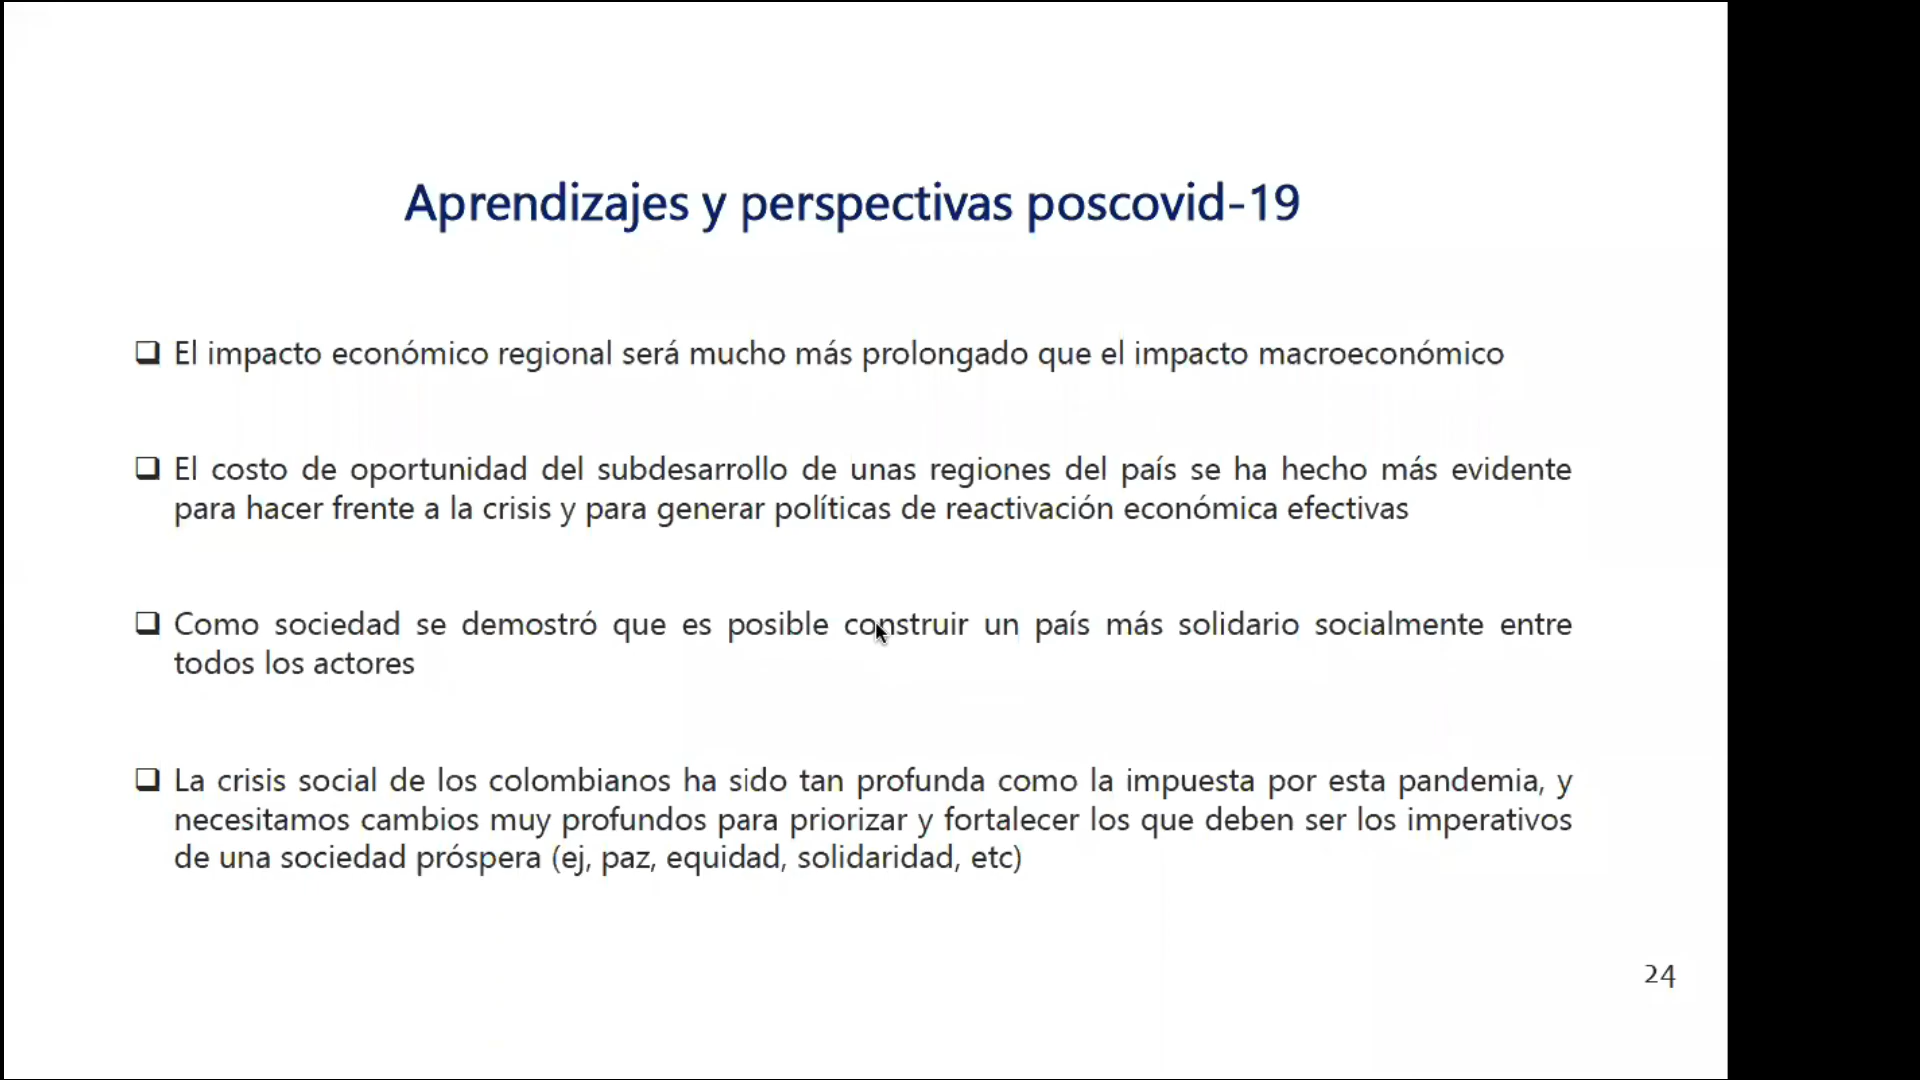 Aprendizajes y perspectivas poscovid-19
❑ El impacto económico regional será mucho más prolongado que el impacto macroeconómico
❑ El costo de oportunidad del subdesarrollo de unas regiones del país se ha hecho más evidente
para hacer frente a la crisis y para generar políticas de reactivación económica efectivas
❑ Como sociedad se demostró que es posible construir un país más solidario socialmente entre
todos los actores
❑ La crisis social de los colombianos ha sido tan profunda como la impuesta por esta pandemia, y
necesitamos cambios muy profundos para priorizar y fortalecer los que deben ser los imperativos
de una sociedad próspera (ej, paz, equidad, solidaridad, etc)
24